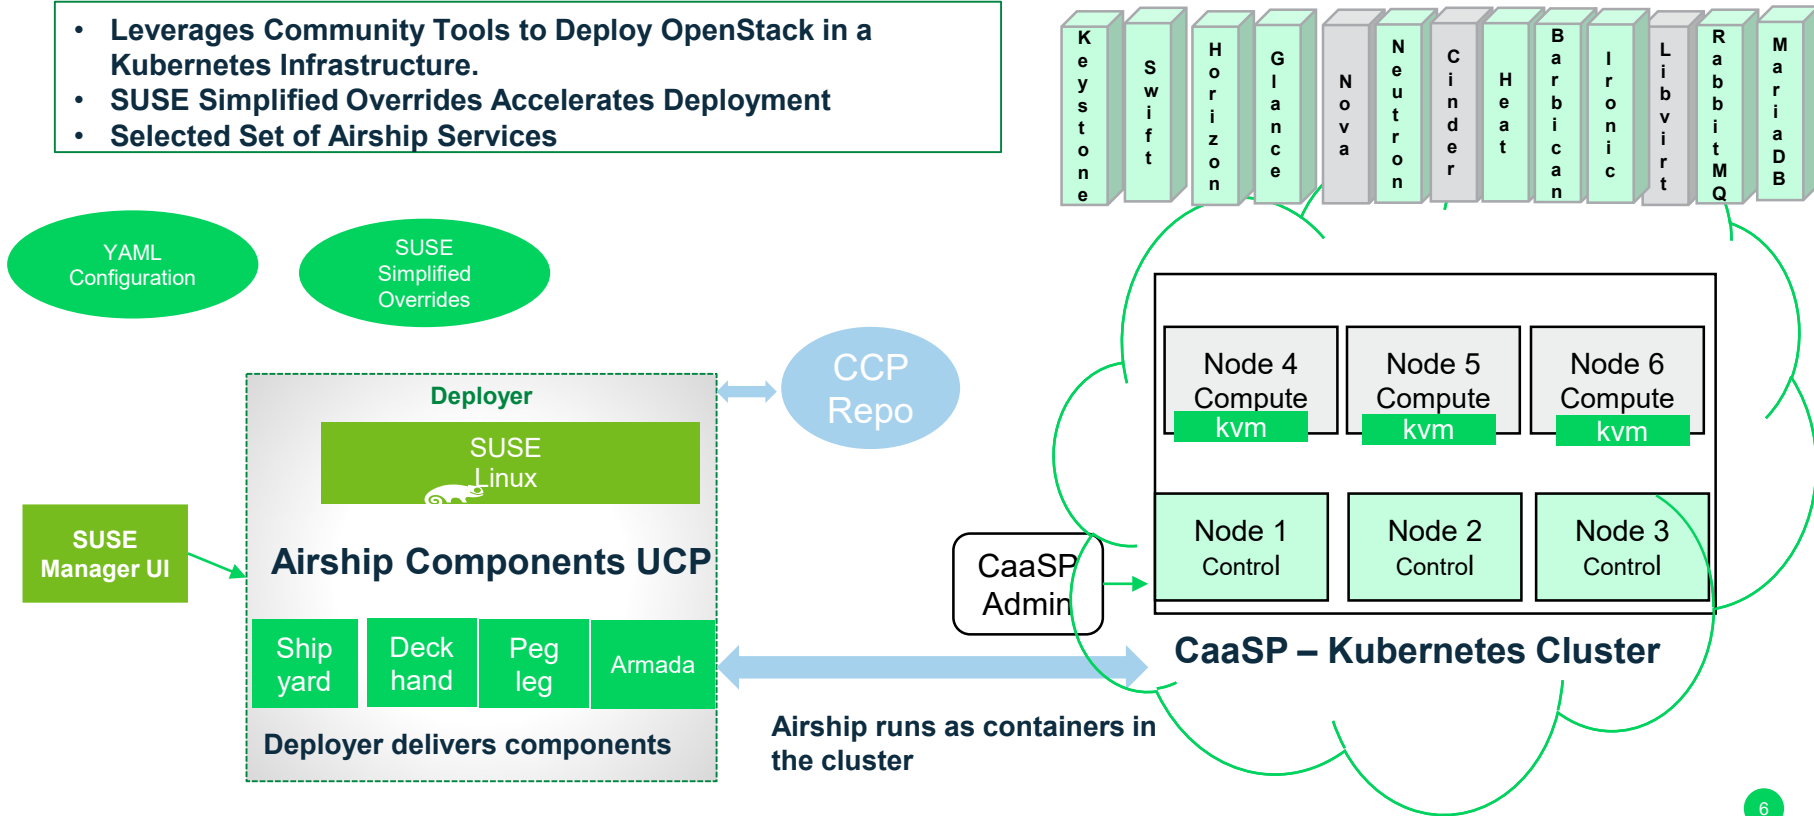 • Leverages Community Tools to Deploy OpenStack in a
Kubernetes Infrastructure.
• SUSE Simplified Overrides Accelerates Deployment
• Selected Set of Airship Services
Keystone
Swift
Horizon
Glance
Nova
Neutron
Cinder
Heat
Barbican
Ironic
Libvirt
RabbitMQ
MariaDB
YAML
Configuration
SUSE
Simplified
Overrides
CCP
Repo
Deployer
SUSE
Linux
SUSE
Manager UI
Airship Components UCP
Ship
yard
Deck
hand
Peg
leg
Armada
Deployer delivers components
Airship runs as containers in
the cluster
CaaSP
Admin
Node 4
Compute
kvm
Node 5
Compute
kvm
Node 6
Compute
kvm
Node 1
Control
Node 2
Control
Node 3
Control
CaaSP – Kubernetes Cluster
6